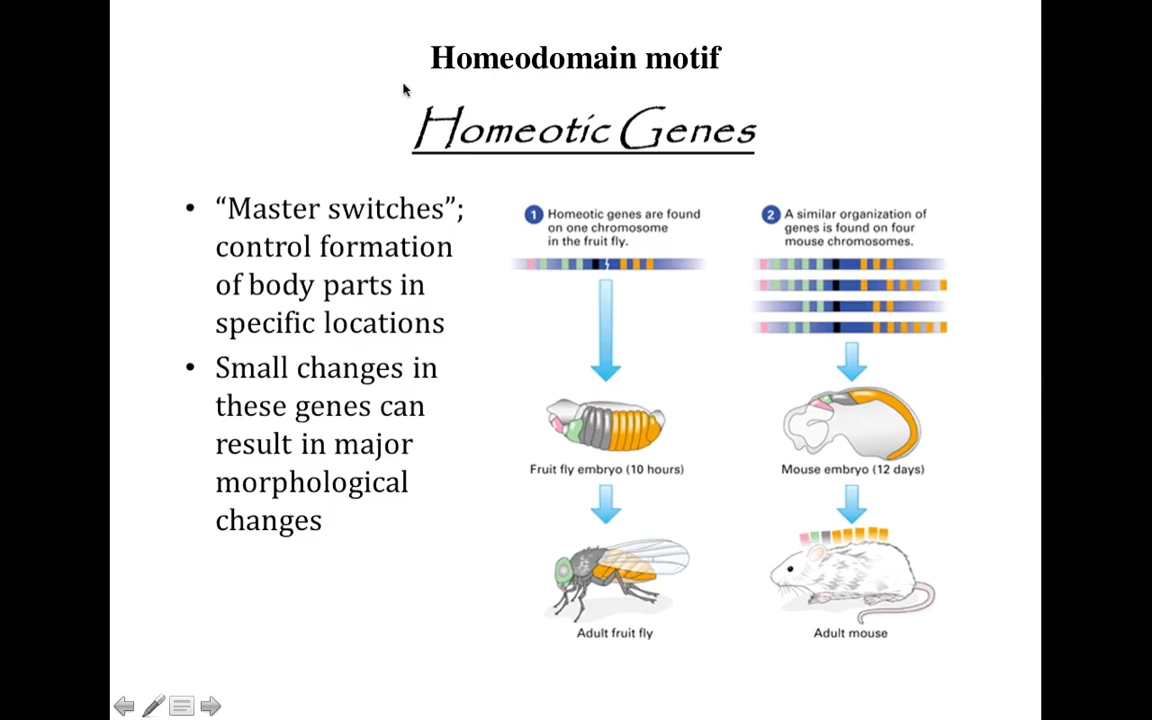 Homeodomain motif
Homeotic Genes
• “Master switches”;
control formation
of body parts in
specific locations
• Small changes in
these genes can
result in major
morphological
changes
1 Homeotic genes are found
on one chromosome
in the fruit fly.
Fruit fly embryo (10 hours)
Adult fruit fly
2 A similar organization of
genes is found on four
mouse chromosomes.
Mouse embryo (12 days)
Adult mouse